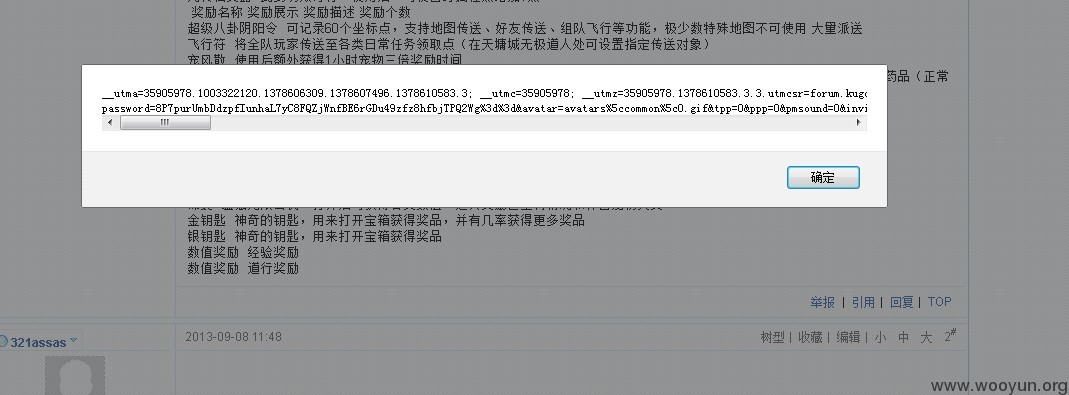 奖励名称 奖励展示 奖励描述 奖励个数
超级八卦阴阳令 可记录60个坐标点，支持地图传送、好友传送、组队飞行等功能，极少数特殊地图不可使用 大量派送
飞行符 将全队玩家传送至各类日常任务领取点（在天墉城无极道人处可设置指定传送对象）
宠风散 使用后额外获得1小时宠物三倍奖励时间
药品（正常
__utma=35905978.1003322120.1378606309.1378607496.1378610583.3; __utmc=35905978; __utmz=35905978.1378610583.3.3.utmcsr=forum.kugo
password=8P7purUmbDdzpfIunhaL7yC8FQZjWnfBE6rGDu49zfz8hfbjTPQ2Wg%3d%3d&avatar=avatars%5ccommon%5c0.gif&tpp=0&ppp=0&pmsound=0&invi
确定
金钥匙 神奇的钥匙，用来打开宝箱获得奖品，并有几率获得更多奖品
银钥匙 神奇的钥匙，用来打开宝箱获得奖品
数值奖励 经验奖励
数值奖励 道行奖励
举报 | 引用 | 回复 | TOP
321assas
2013-09-08 11:48
树型 | 收藏 | 编辑 | 小 中 大 2#
www.wooyun.org